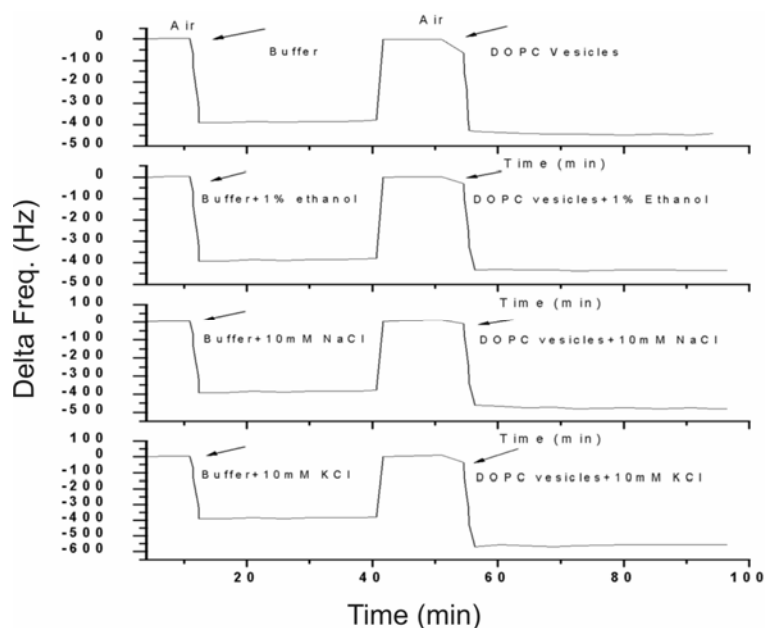 Air
Air
0
-100
-200
-300
-400
-500
Buffer
DOPC Vesicles
Time (min)
0
-100
-200
-300
-400
-500
Buffer+1% ethanol
DOPC vesicles+1% Ethanol
Time (min)
100
0
-100
-200
-300
-400
-500
Buffer+10mM NaCl
DOPC vesicles+10mM NaCl
Time (min)
100
0
-100
-200
-300
-400
-500
-600
Buffer+10mM KCl
DOPC vesicles+10mM KCl
20 40 60 80 100
Time (min)
Delta Freq. (Hz)